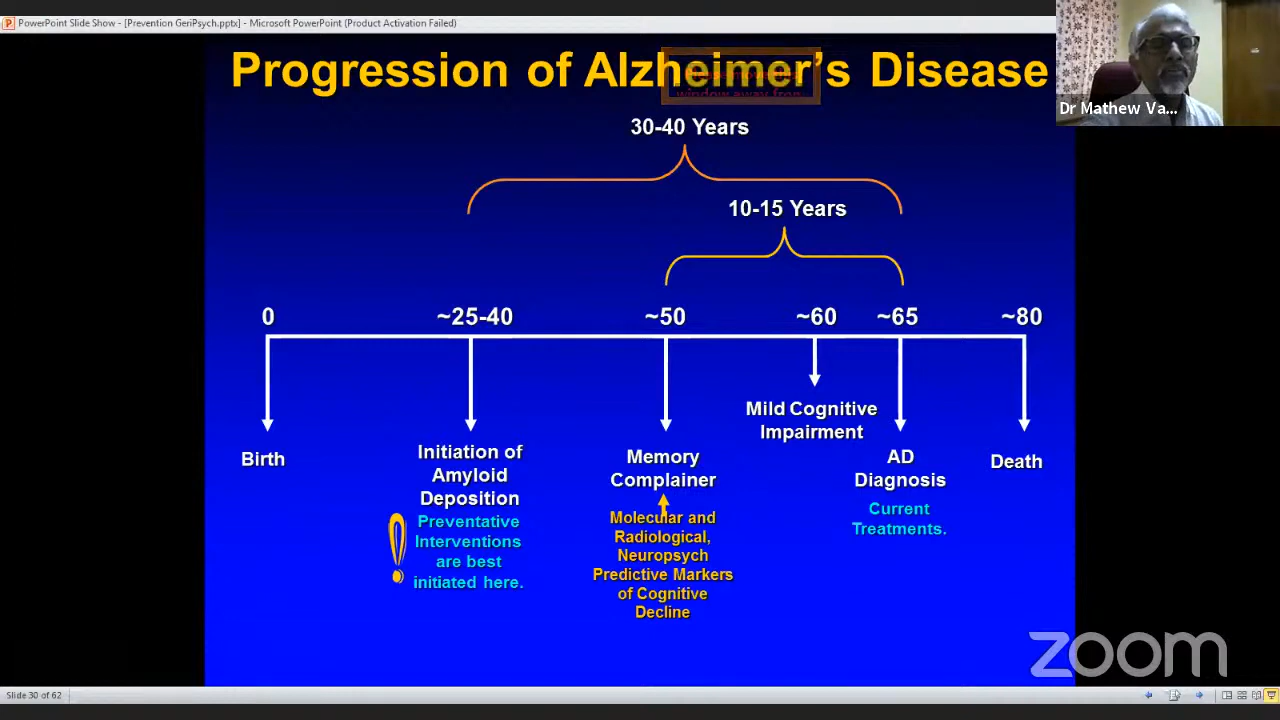 PowerPoint Slide Show - [Prevention GeriPsych.pptx] - Microsoft PowerPoint (Product Activation Failed)
Progression of Alzheimer's Disease
window away from
Dr Mathew Va...
30-40 Years
10-15 Years
0 ~25-40 ~50 ~60 ~65 ~80
Mild Cognitive
Impairment
Birth
Initiation of
Amyloid
Deposition
Memory
Complainer
AD
Diagnosis
Death
Preventative
Interventions
are best
initiated here.
!
Molecular and
Radiological,
Neuropsych
Predictive Markers
of Cognitive
Decline
Current
Treatments.
zoom
Slide 30 of 62